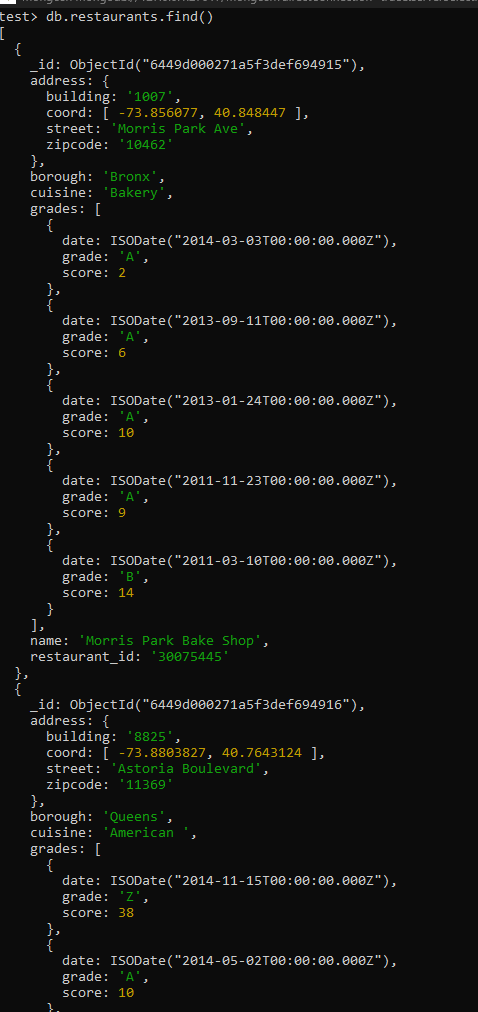 test> db.restaurants.find()
[
  {
    _id: ObjectId("6449d000271a5f3def694915"),
    address: {
      building: '1007',
      coord: [ -73.856077, 40.848447 ],
      street: 'Morris Park Ave',
      zipcode: '10462'
    },
    borough: 'Bronx',
    cuisine: 'Bakery',
    grades: [
      {
        date: ISODate("2014-03-03T00:00:00.000Z"),
        grade: 'A',
        score: 2
      },
      {
        date: ISODate("2013-09-11T00:00:00.000Z"),
        grade: 'A',
        score: 6
      },
      {
        date: ISODate("2013-01-24T00:00:00.000Z"),
        grade: 'A',
        score: 10
      },
      {
        date: ISODate("2011-11-23T00:00:00.000Z"),
        grade: 'A',
        score: 9
      },
      {
        date: ISODate("2011-03-10T00:00:00.000Z"),
        grade: 'B',
        score: 14
      }
    ],
    name: 'Morris Park Bake Shop',
    restaurant_id: '30075445'
  },
  {
    _id: ObjectId("6449d000271a5f3def694916"),
    address: {
      building: '8825',
      coord: [ -73.8803827, 40.7643124 ],
      street: 'Astoria Boulevard',
      zipcode: '11369'
    },
    borough: 'Queens',
    cuisine: 'American ',
    grades: [
      {
        date: ISODate("2014-11-15T00:00:00.000Z"),
        grade: 'Z',
        score: 38
      },
      {
        date: ISODate("2014-05-02T00:00:00.000Z"),
        grade: 'A',
        score: 10
      },